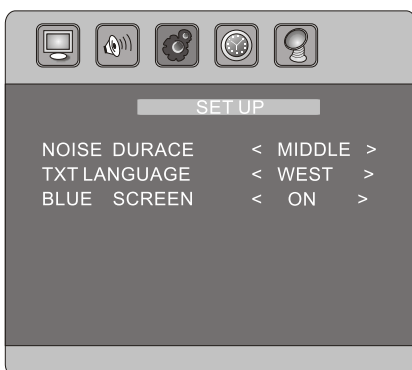 SET UP
NOISE DURACE < MIDDLE >
TXT LANGUAGE < WEST >
BLUE SCREEN < ON >